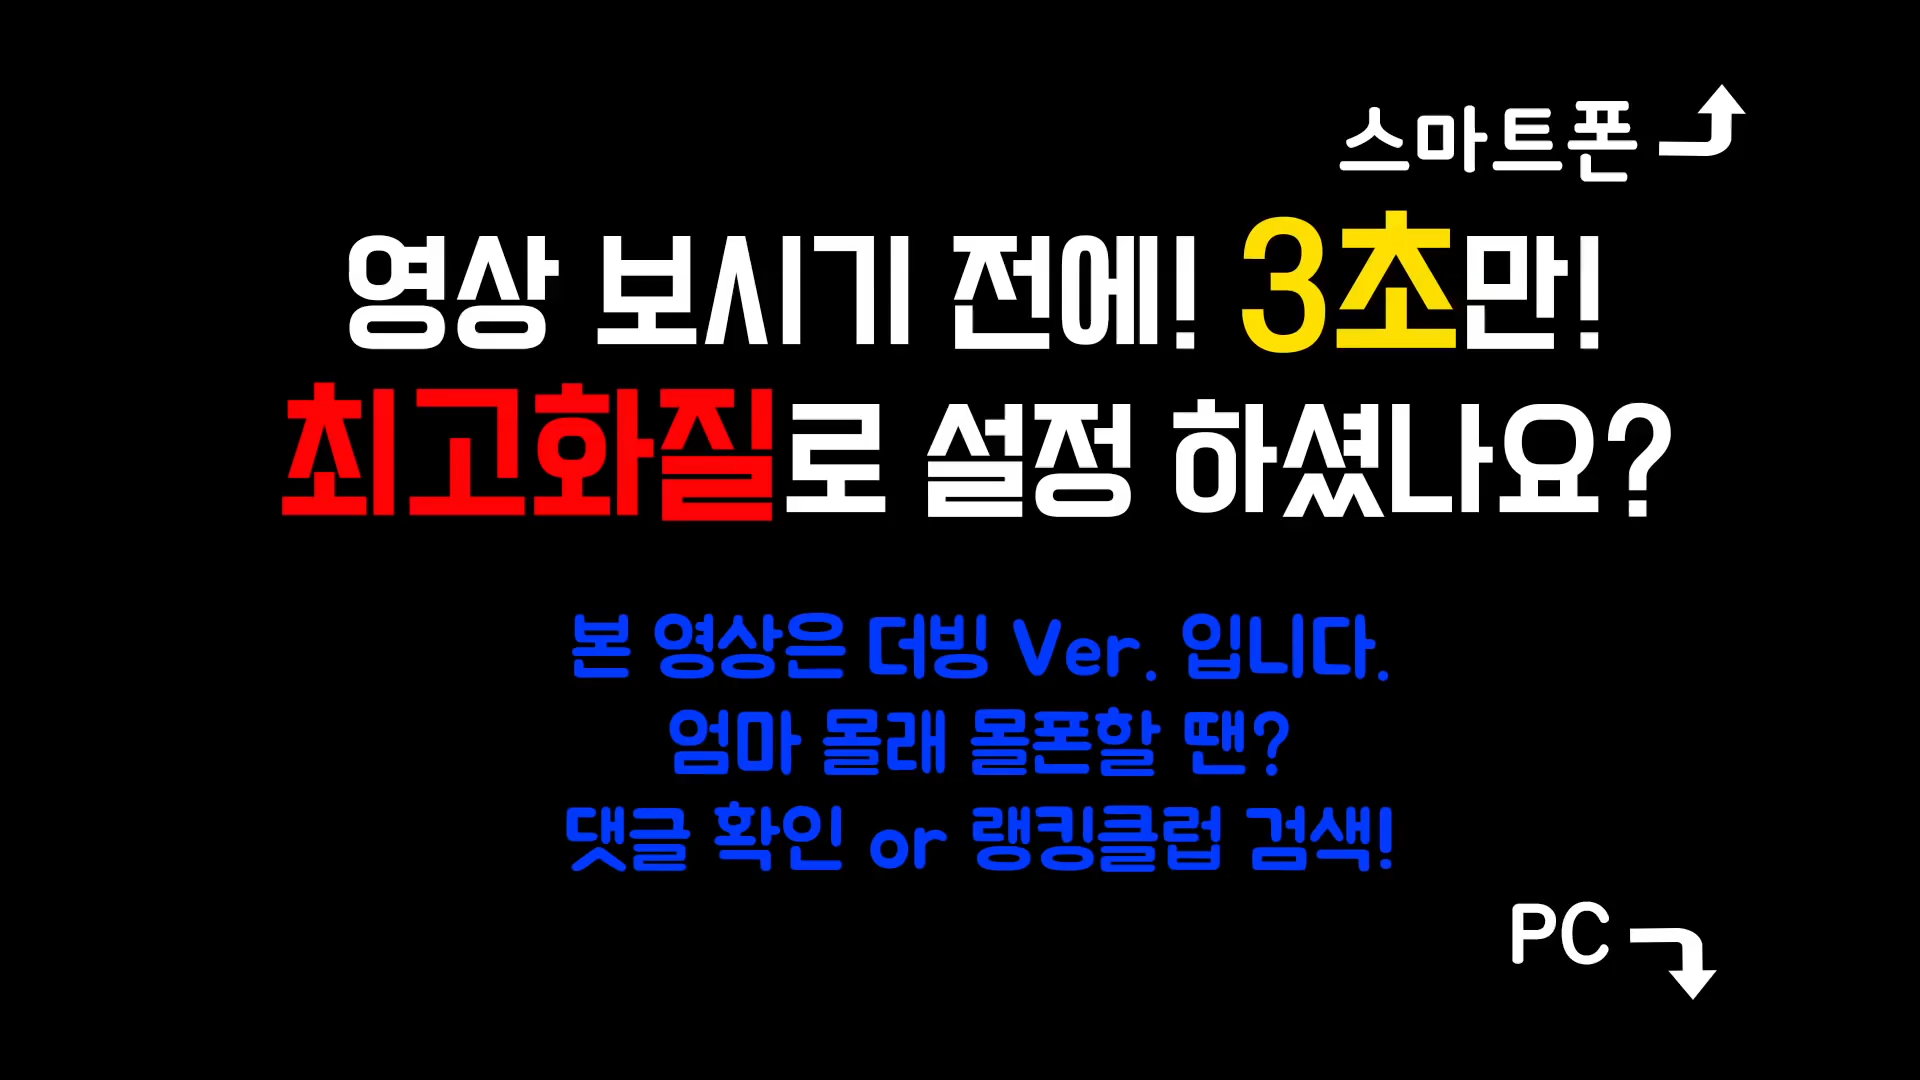 스마트폰
영상 보시기 전에! 3초만!
최고화질로 설정 하셨나요?
본 영상은 더빙 Ver. 입니다.
엄마 몰래 몰폰할 땐?
댓글 확인 or 랭킹클럽 검색!
PC